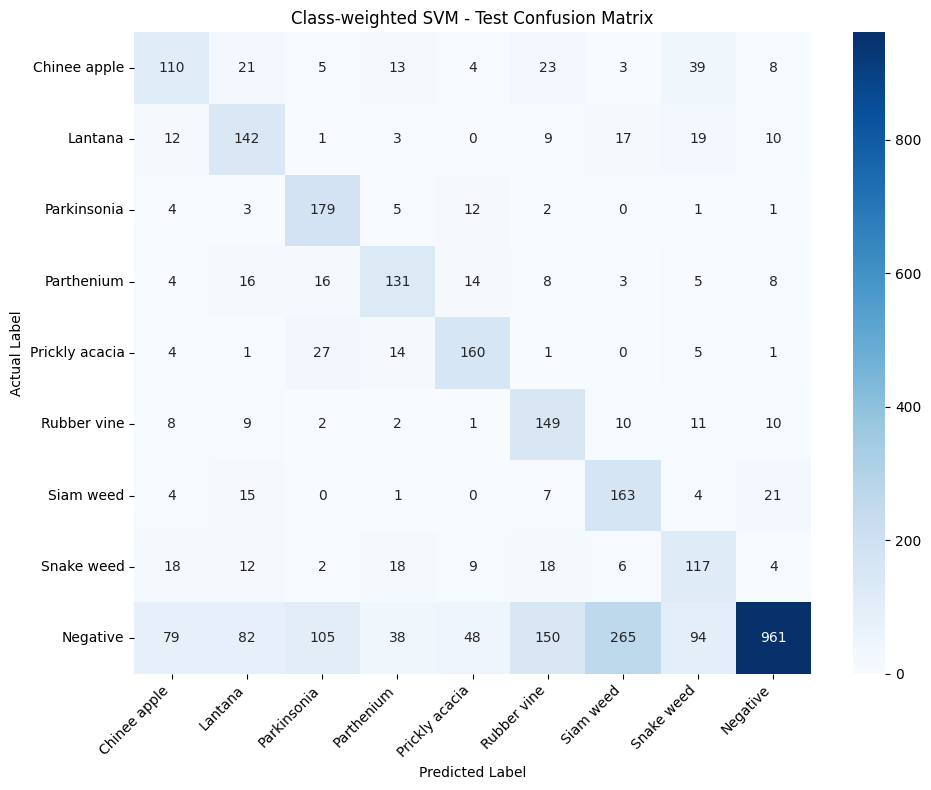 Class-weighted SVM - Test Confusion Matrix
Chinee apple 110 21 5 13 4 23 3 39 8
Lantana 12 142 1 3 0 9 17 19 10
Parkinsonia 4 3 179 5 12 2 0 1 1
Parthenium 4 16 16 131 14 8 3 5 8
Prickly acacia 4 1 27 14 160 1 0 5 1
Rubber vine 8 9 2 2 1 149 10 11 10
Siam weed 4 15 0 1 0 7 163 4 21
Snake weed 18 12 2 18 9 18 6 117 4
Negative 79 82 105 38 48 150 265 94 961
Actual Label
Chinee apple Lantana Parkinsonia Parthenium Prickly acacia Rubber vine Siam weed Snake weed Negative
Predicted Label
800
600
400
200
0